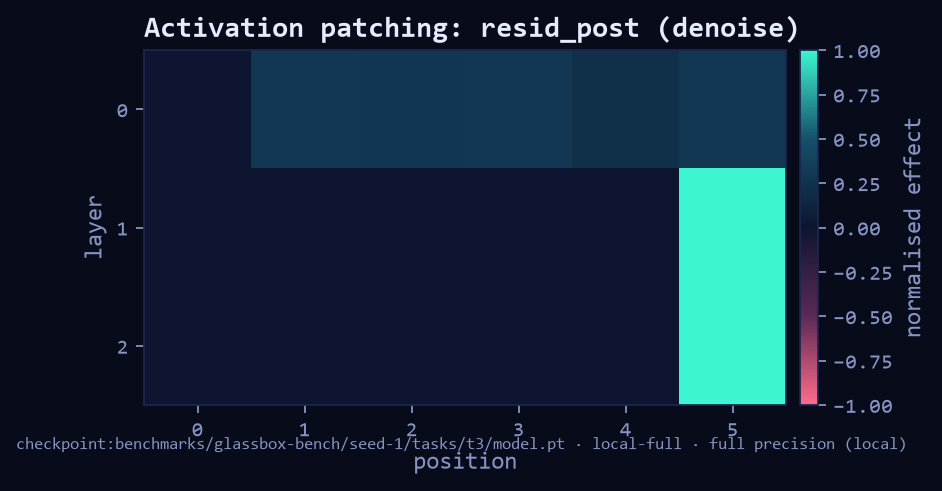 Activation patching: resid_post (denoise)
1.00
0.75
0.50
0.25
0.00
−0.25
−0.50
−0.75
−1.00
normalised effect
layer
0
1
2
0 1 2 3 4 5
checkpoint:benchmarks/glassbox-bench/seed-1/tasks/t3/model.pt · local-full · full precision (local)
position